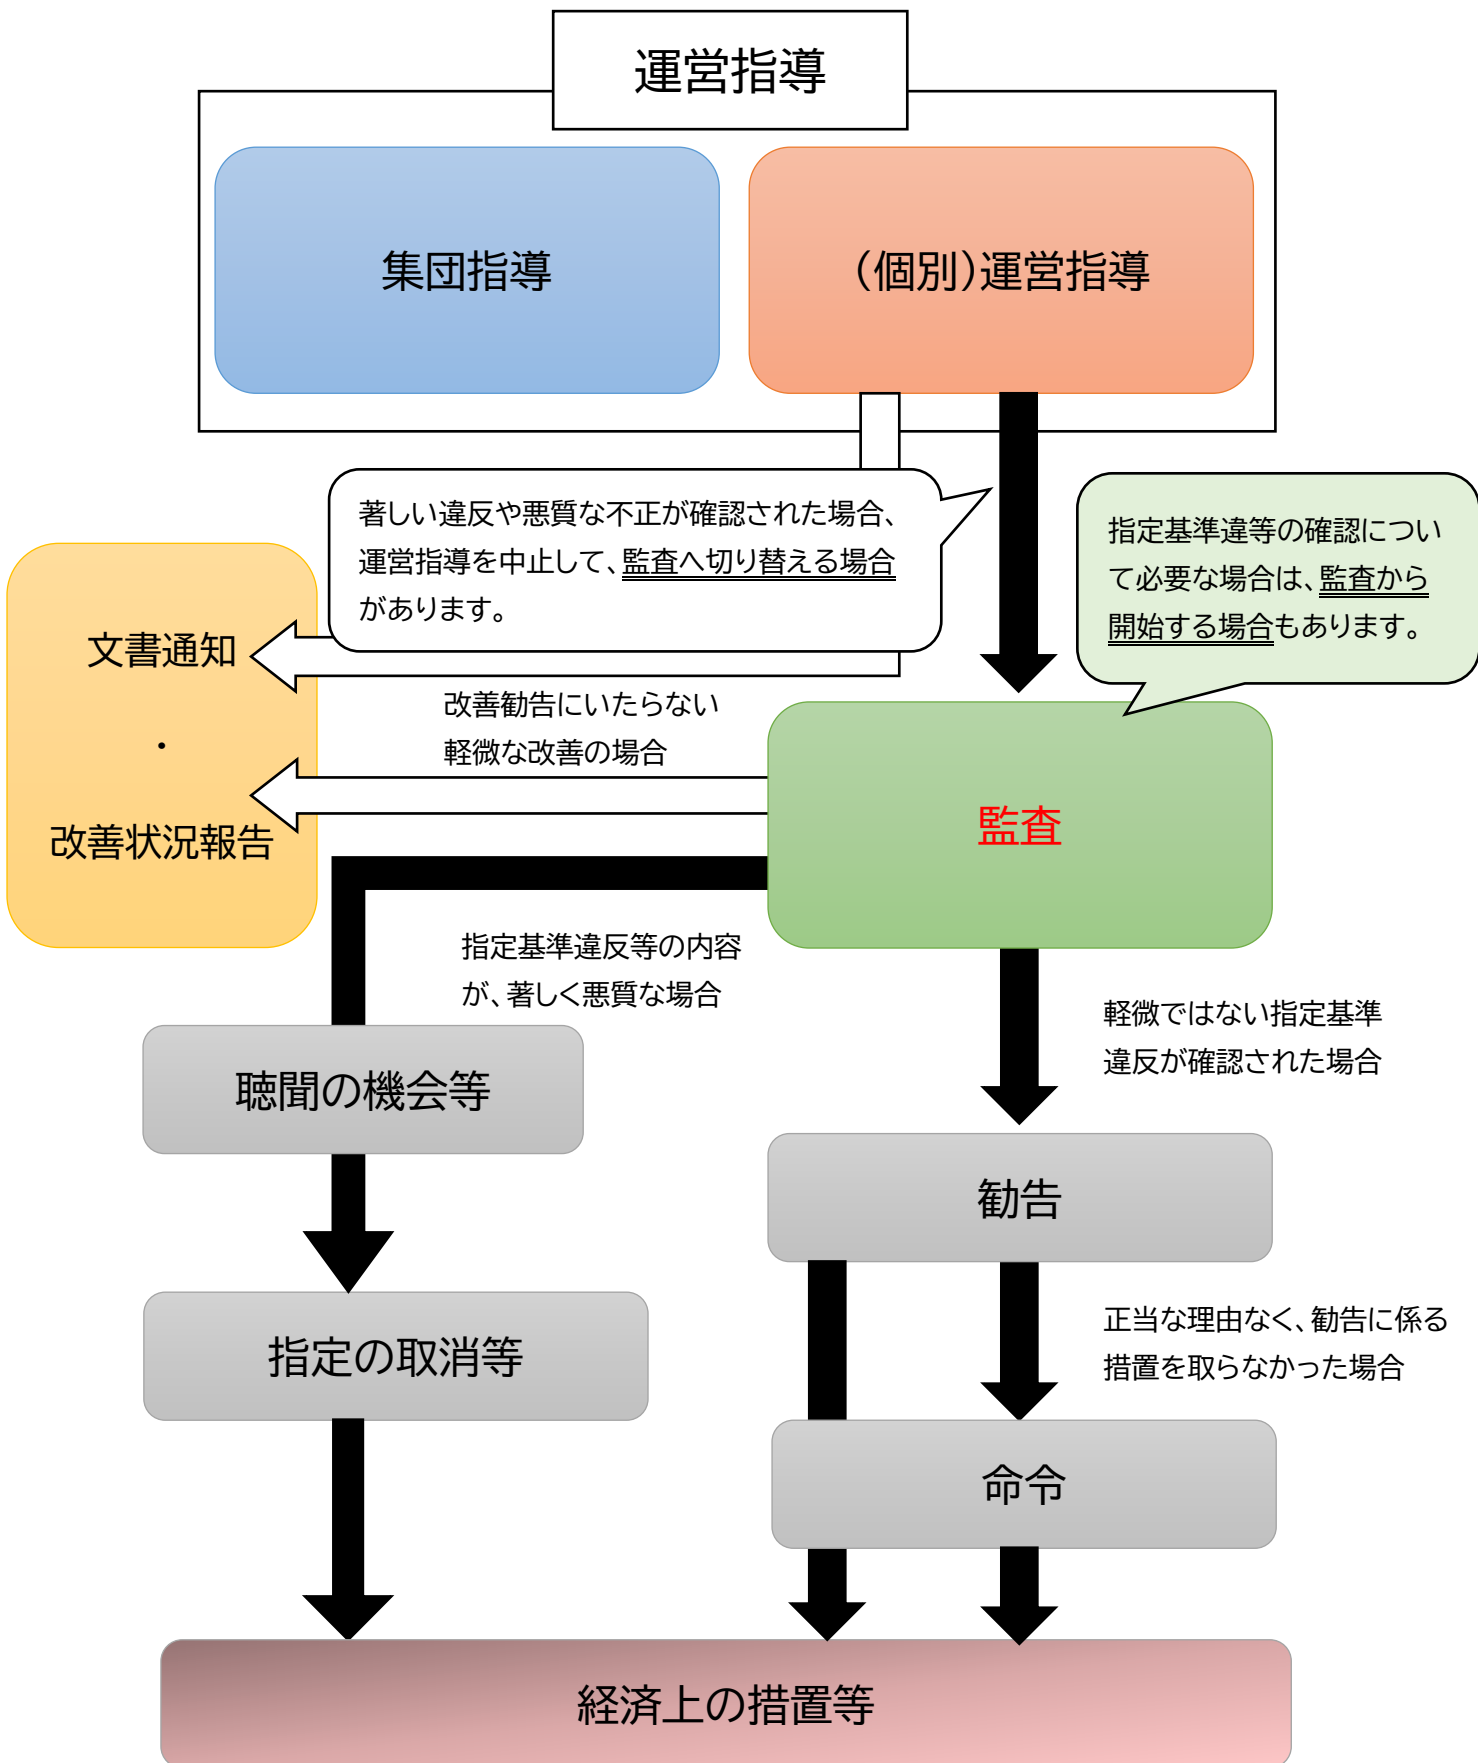 運営指導
集団指導
（個別）運営指導
著しい違反や悪質な不正が確認された場合、
運営指導を中止して、監査へ切り替える場合
があります。
指定基準違等の確認につい
て必要な場合は、監査から
開始する場合もあります。
文書通知
・
改善状況報告
改善勧告にいたらない
軽微な改善の場合
監査
指定基準違反等の内容
が、著しく悪質な場合
軽微ではない指定基準
違反が確認された場合
聴聞の機会等
勧告
指定の取消等
正当な理由なく、勧告に係る
措置を取らなかった場合
命令
経済上の措置等